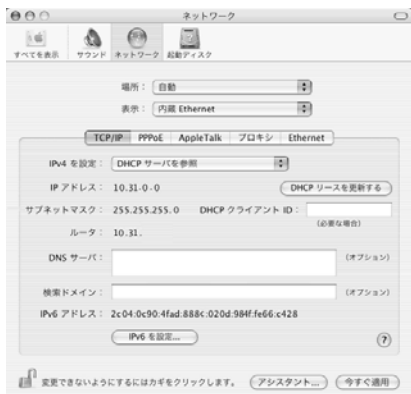 ネットワーク
すべてを表示 サウンド ネットワーク 起動ディスク
場所： 自動
表示： 内蔵 Ethernet
TCP/IP PPPoE AppleTalk プロキシ Ethernet
IPv4 を設定： DHCP サーバを参照
IP アドレス： 10.31.0.0 DHCP リースを更新する
サブネットマスク： 255.255.255.0 DHCP クライアント ID：
(必要な場合)
ルータ： 10.31.
DNS サーバ： (オプション)
検索ドメイン： (オプション)
IPv6 アドレス： 2c04:0c90:4fad:888c:020d:984f:fe66:c428
IPv6 を設定... ?
変更できないようにするにはカギをクリックします。 アシスタント... 今すぐ適用